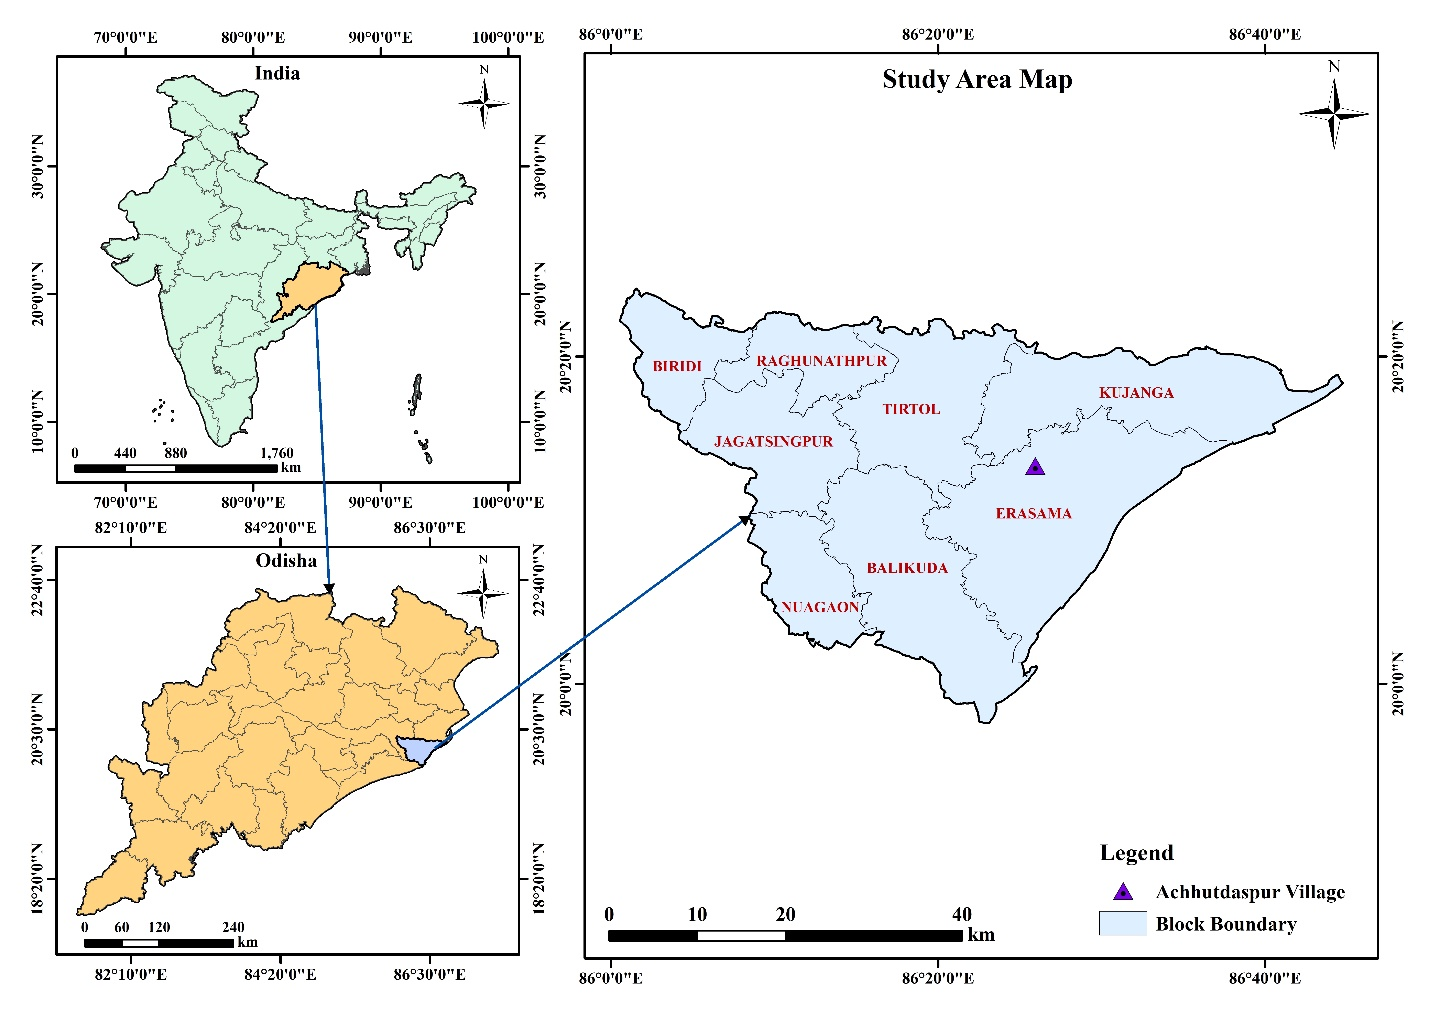 70°0'0"E 80°0'0"E 90°0'0"E 100°0'0"E
India
N
30°0'0"N
20°0'0"N
10°0'0"N
30°0'0"N
20°0'0"N
10°0'0"N
0 440 880 1,760
km
70°0'0"E 80°0'0"E 90°0'0"E 100°0'0"E
82°10'0"E 84°20'0"E 86°30'0"E
Odisha
N
22°40'0"N
20°30'0"N
18°20'0"N
22°40'0"N
20°30'0"N
18°20'0"N
0 60 120 240
km
82°10'0"E 84°20'0"E 86°30'0"E
86°0'0"E 86°20'0"E 86°40'0"E
Study Area Map
N
20°20'0"N
20°0'0"N
20°20'0"N
20°0'0"N
BIRIDI
RAGHUNATHPUR
KUJANGA
TIRTOL
JAGATSINGPUR
ERASAMA
BALIKUDA
NUAGAON
Legend
Achhutdaspur Village
Block Boundary
0 10 20 40
km
86°0'0"E 86°20'0"E 86°40'0"E